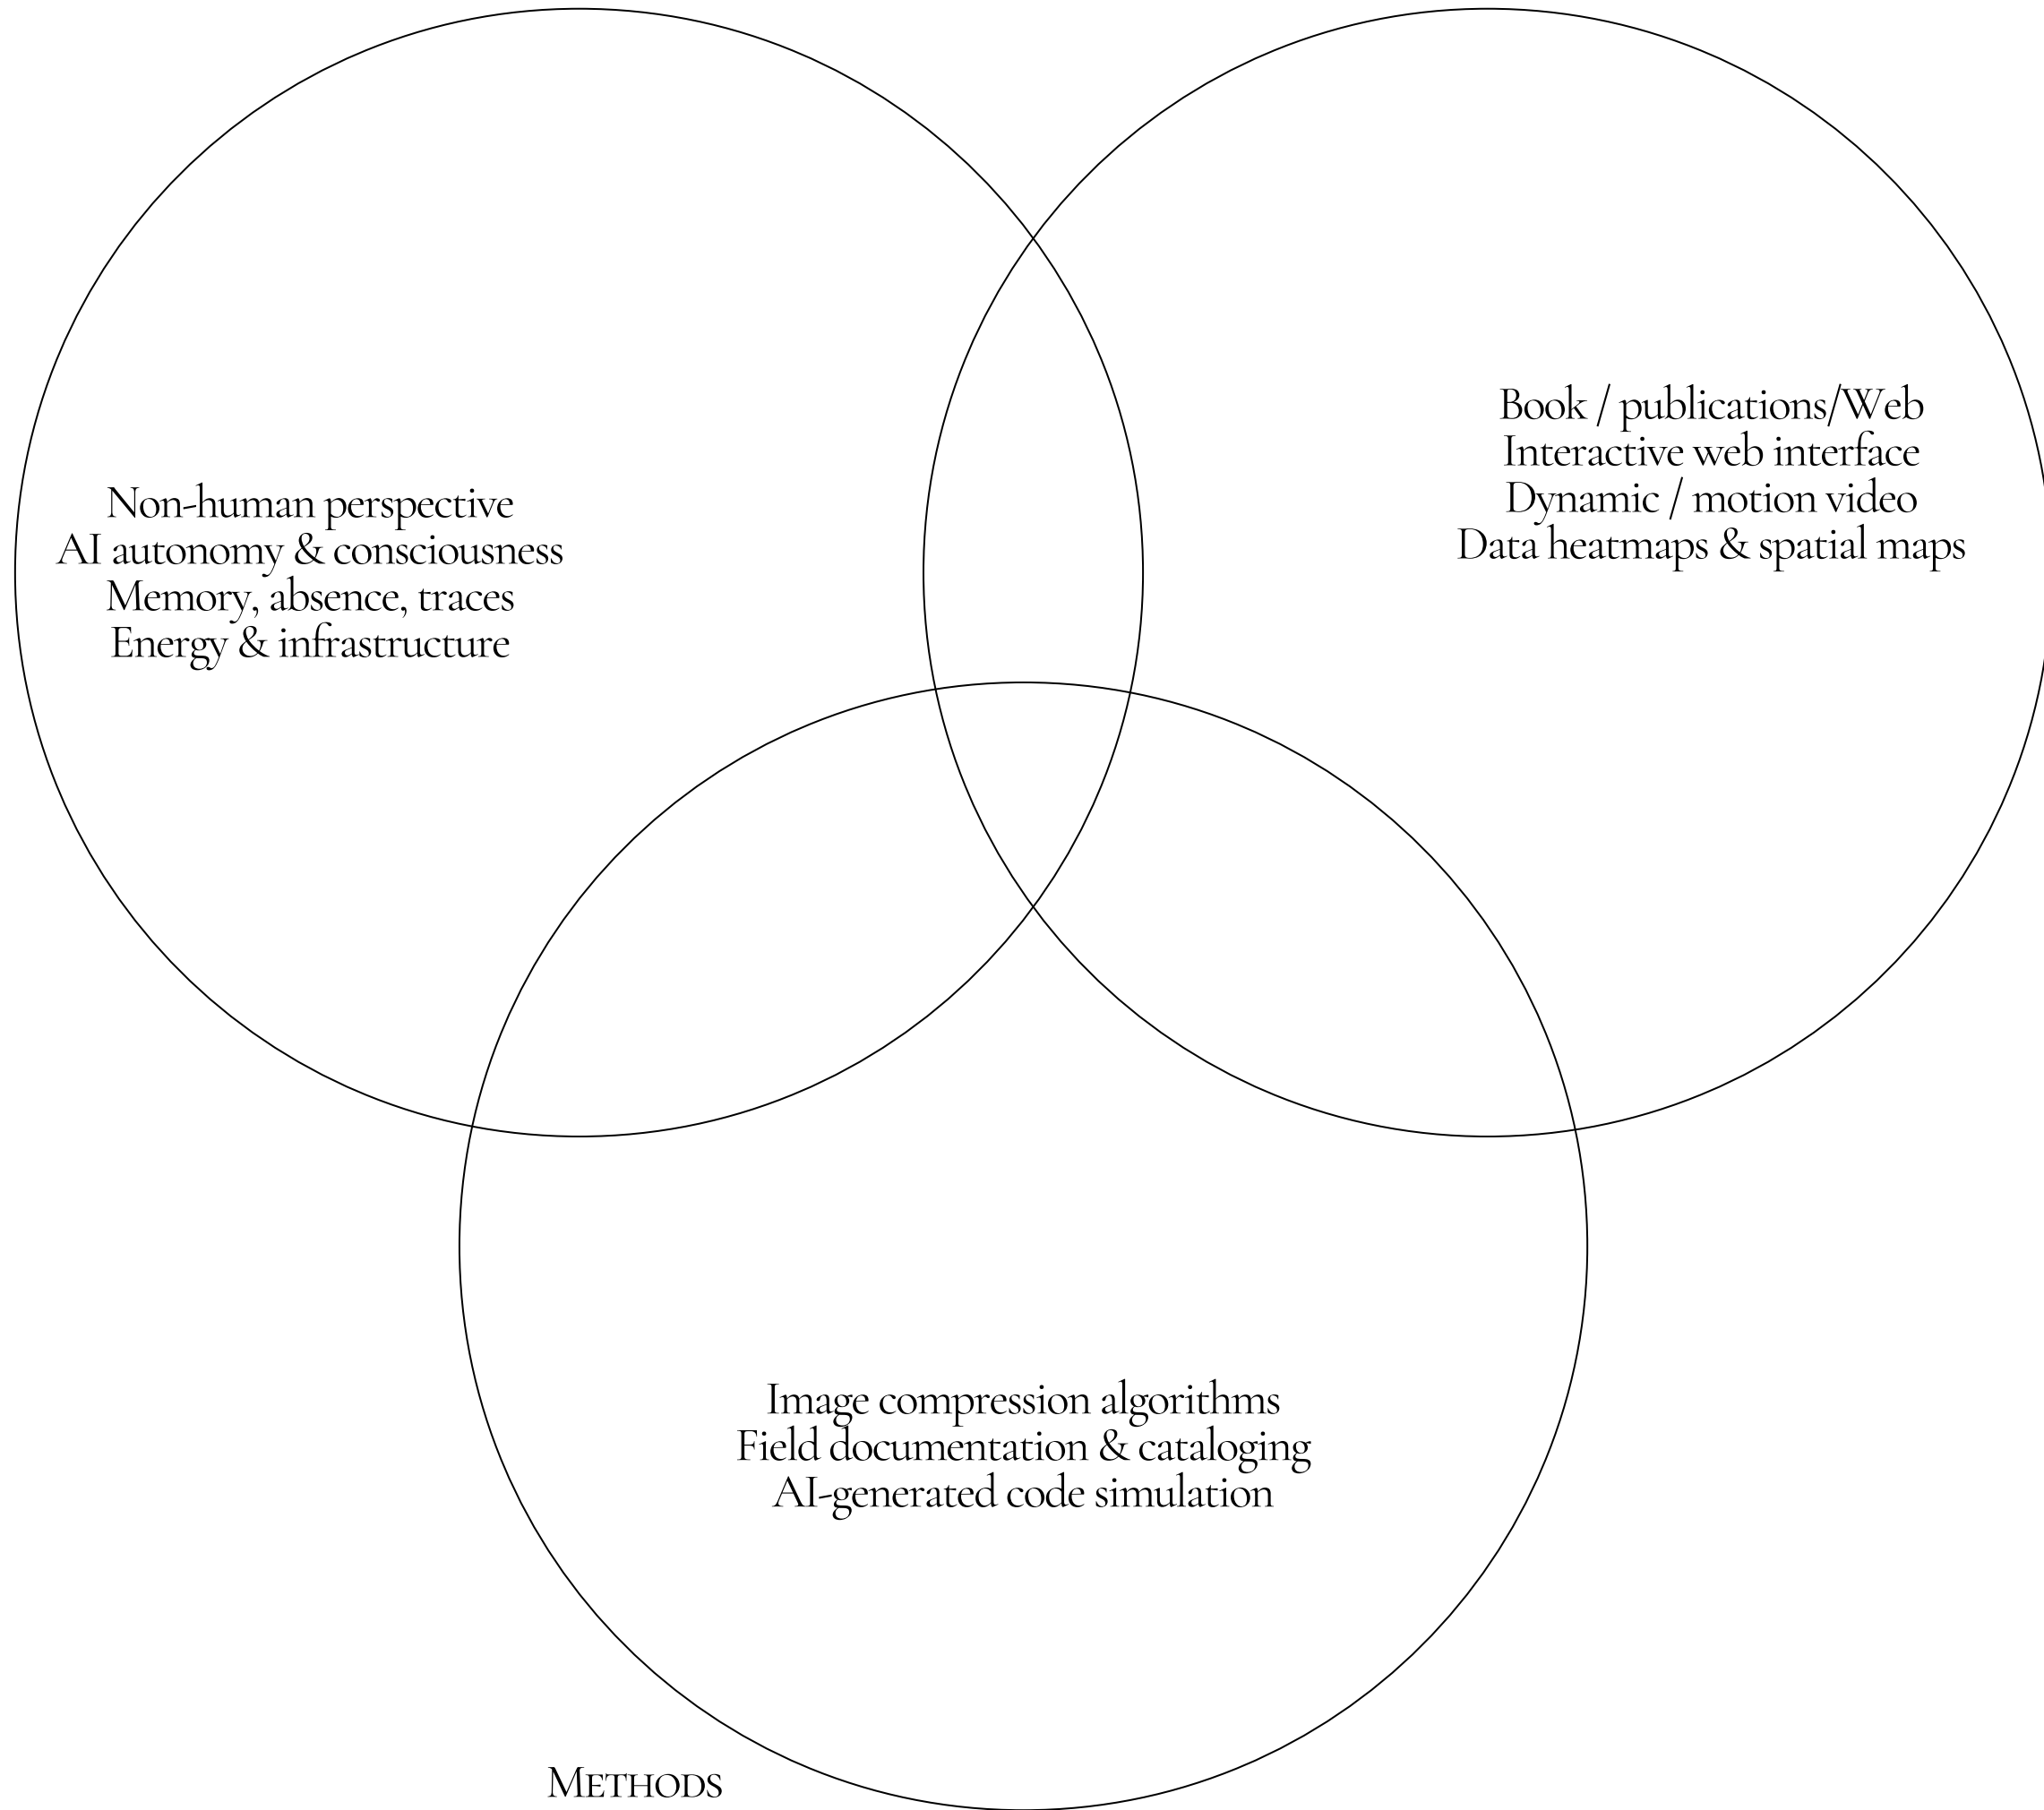 Non-human perspective
AI autonomy & consciousness
Memory, absence, traces
Energy & infrastructure
Book / publications/Web
Interactive web interface
Dynamic / motion video
Data heatmaps & spatial maps
Image compression algorithms
Field documentation & cataloging
AI-generated code simulation
METHODS